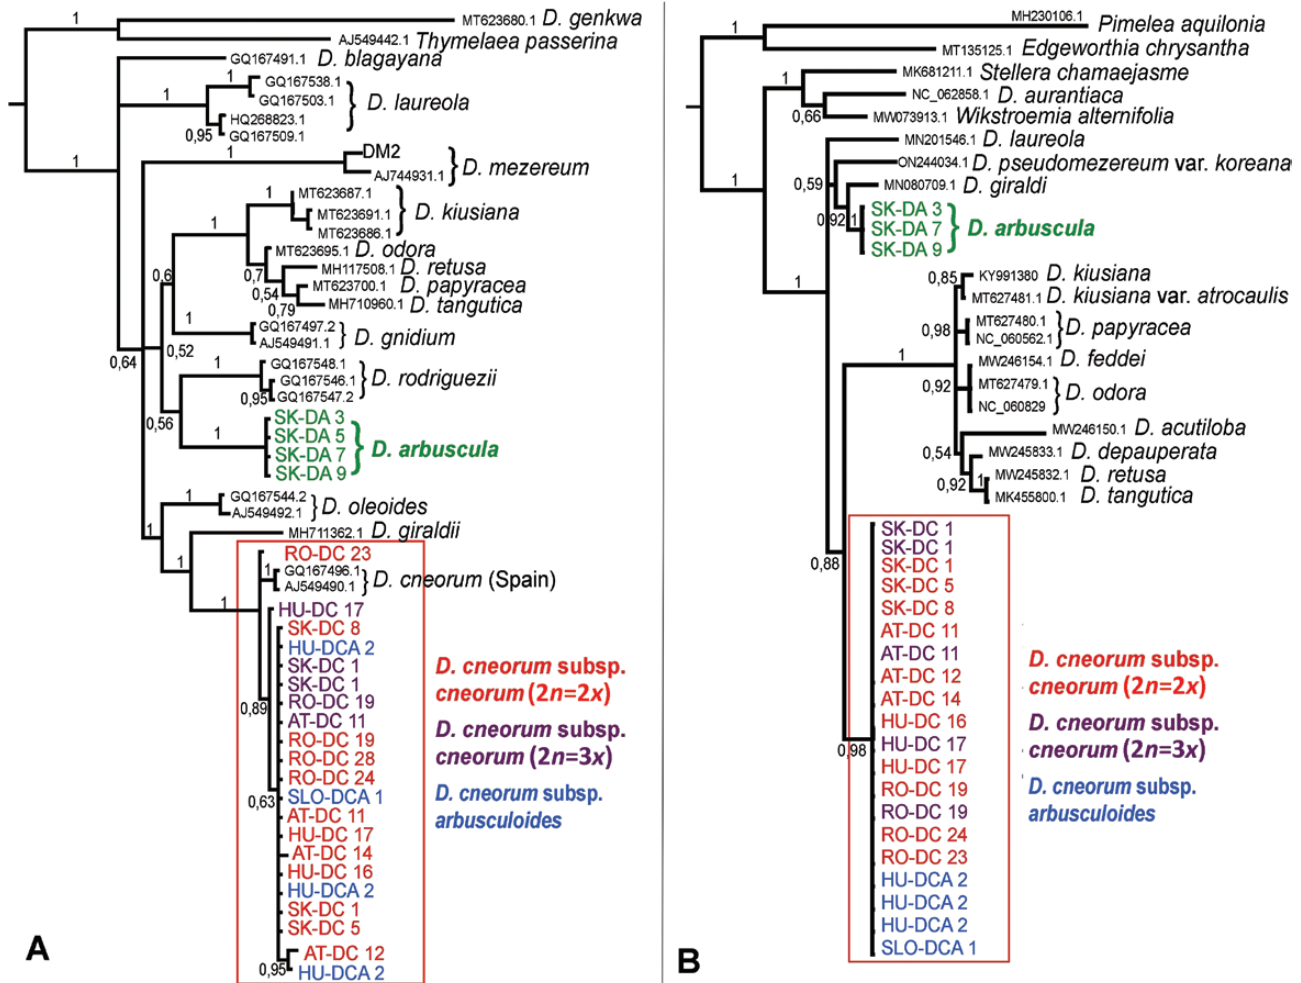 1
MT623680.1 D. genkwa
AJ549442.1 Thymelaea passerina
GQ167491.1 D. blagayana
1
GQ167538.1
1
GQ167503.1
D. laureola
HQ268823.1
0,95
GQ167509.1
1
1
DM2
AJ744931.1
D. mezereum
1
MT623687.1
MT623691.1
D. kiusiana
MT623686.1
1
MT623695.1 D. odora
0,6
0,7
MH117508.1 D. retusa
0,54
MT623700.1 D. papyracea
0,79
MH710960.1 D. tangutica
1
GQ167497.2
AJ549491.1
D. gnidium
0,52
0,64
1
GQ167548.1
GQ167546.1
D. rodriguezii
0,95
GQ167547.2
0,56
SK-DA 3
1
SK-DA 5
D. arbuscula
SK-DA 7
SK-DA 9
1
GQ167544.2
AJ549492.1
D. oleoides
1
MH711362.1 D. giraldii
1
RO-DC 23
1
GQ167496.1
AJ549490.1
D. cneorum (Spain)
1
HU-DC 17
SK-DC 8
HU-DCA 2
SK-DC 1
SK-DC 1
0,89
RO-DC 19
AT-DC 11
RO-DC 19
RO-DC 28
RO-DC 24
0,63
SLO-DCA 1
AT-DC 11
HU-DC 17
AT-DC 14
HU-DC 16
HU-DCA 2
SK-DC 1
SK-DC 5
AT-DC 12
0,95
HU-DCA 2
D. cneorum subsp.
cneorum (2n=2x)
D. cneorum subsp.
cneorum (2n=3x)
D. cneorum subsp.
arbusculoides
A
1
MH230106.1 Pimelea aquilonia
MT135125.1 Edgeworthia chrysantha
1
MK681211.1 Stellera chamaejasme
NC_062858.1 D. aurantiaca
0,66
MW073913.1 Wikstroemia alternifolia
MN201546.1 D. laureola
ON244034.1 D. pseudomezereum var. koreana
1
0,59
MN080709.1 D. giraldi
0,92
1
SK-DA 3
SK-DA 7
D. arbuscula
SK-DA 9
1
0,85
KY991380 D. kiusiana
MT627481.1 D. kiusiana var. atrocaulis
0,98
MT627480.1
NC_060562.1
D. papyracea
1
MW246154.1 D. feddei
0,92
MT627479.1
D. odora
NC_060829
MW246150.1 D. acutiloba
0,54
MW245833.1 D. depauperata
0,92
1
MW245832.1 D. retusa
MK455800.1 D. tangutica
0,88
SK-DC 1
SK-DC 1
SK-DC 1
SK-DC 5
SK-DC 8
AT-DC 11
AT-DC 11
AT-DC 12
AT-DC 14
HU-DC 16
0,98
HU-DC 17
HU-DC 17
RO-DC 19
RO-DC 19
RO-DC 24
RO-DC 23
HU-DCA 2
HU-DCA 2
HU-DCA 2
SLO-DCA 1
D. cneorum subsp.
cneorum (2n=2x)
D. cneorum subsp.
cneorum (2n=3x)
D. cneorum subsp.
arbusculoides
B